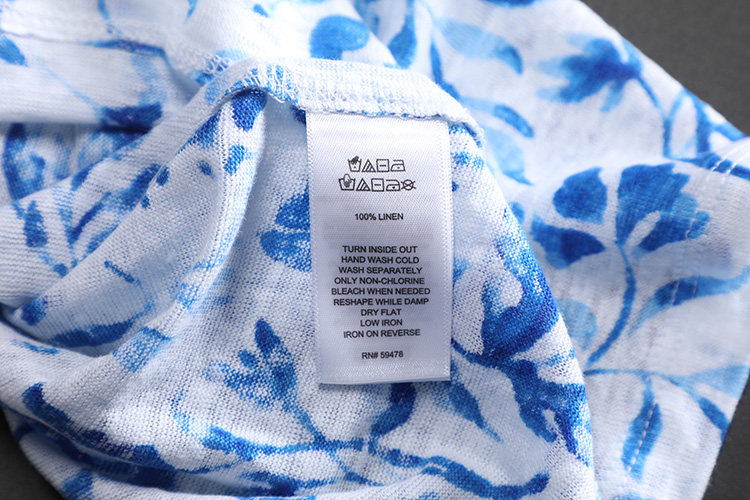 100% LINEN
TURN INSIDE OUT
HAND WASH COLD
WASH SEPARATELY
ONLY NON-CHLORINE
BLEACH WHEN NEEDED
RESHAPE WHILE DAMP
DRY FLAT
LOW IRON
IRON ON REVERSE
RN# 59478